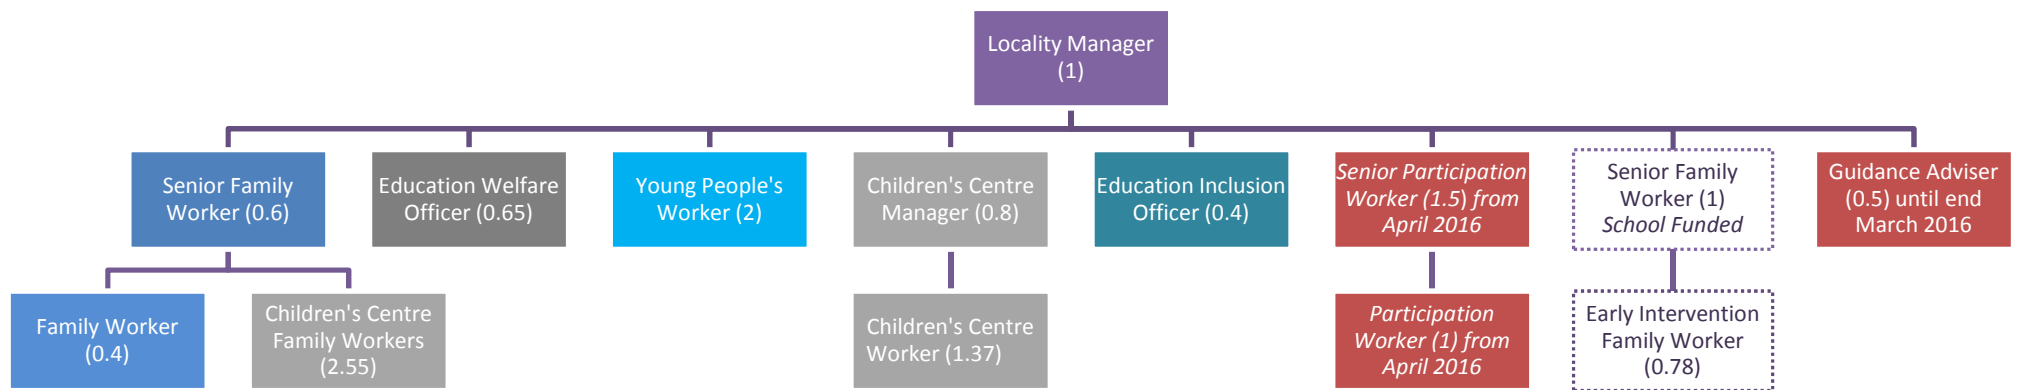 Locality Manager
(1)
Senior Family
Worker (0.6)
Education Welfare
Officer (0.65)
Young People's
Worker (2)
Children's Centre
Manager (0.8)
Education Inclusion
Officer (0.4)
Senior Participation
Worker (1.5) from
April 2016
Senior Family
Worker (1)
School Funded
Guidance Adviser
(0.5) until end
March 2016
Family Worker
(0.4)
Children's Centre
Family Workers
(2.55)
Children's Centre
Worker (1.37)
Participation
Worker (1) from
April 2016
Early Intervention
Family Worker
(0.78)